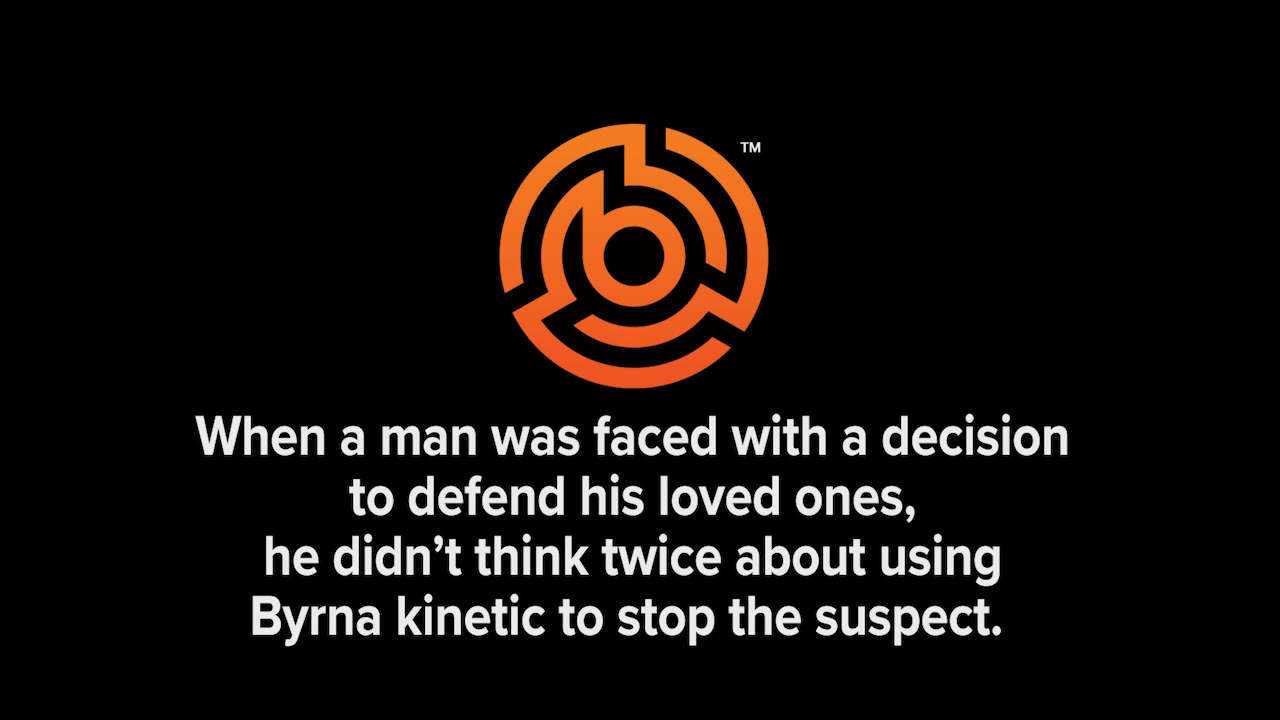 TM
When a man was faced with a decision
to defend his loved ones,
he didn't think twice about using
Byrna kinetic to stop the suspect.